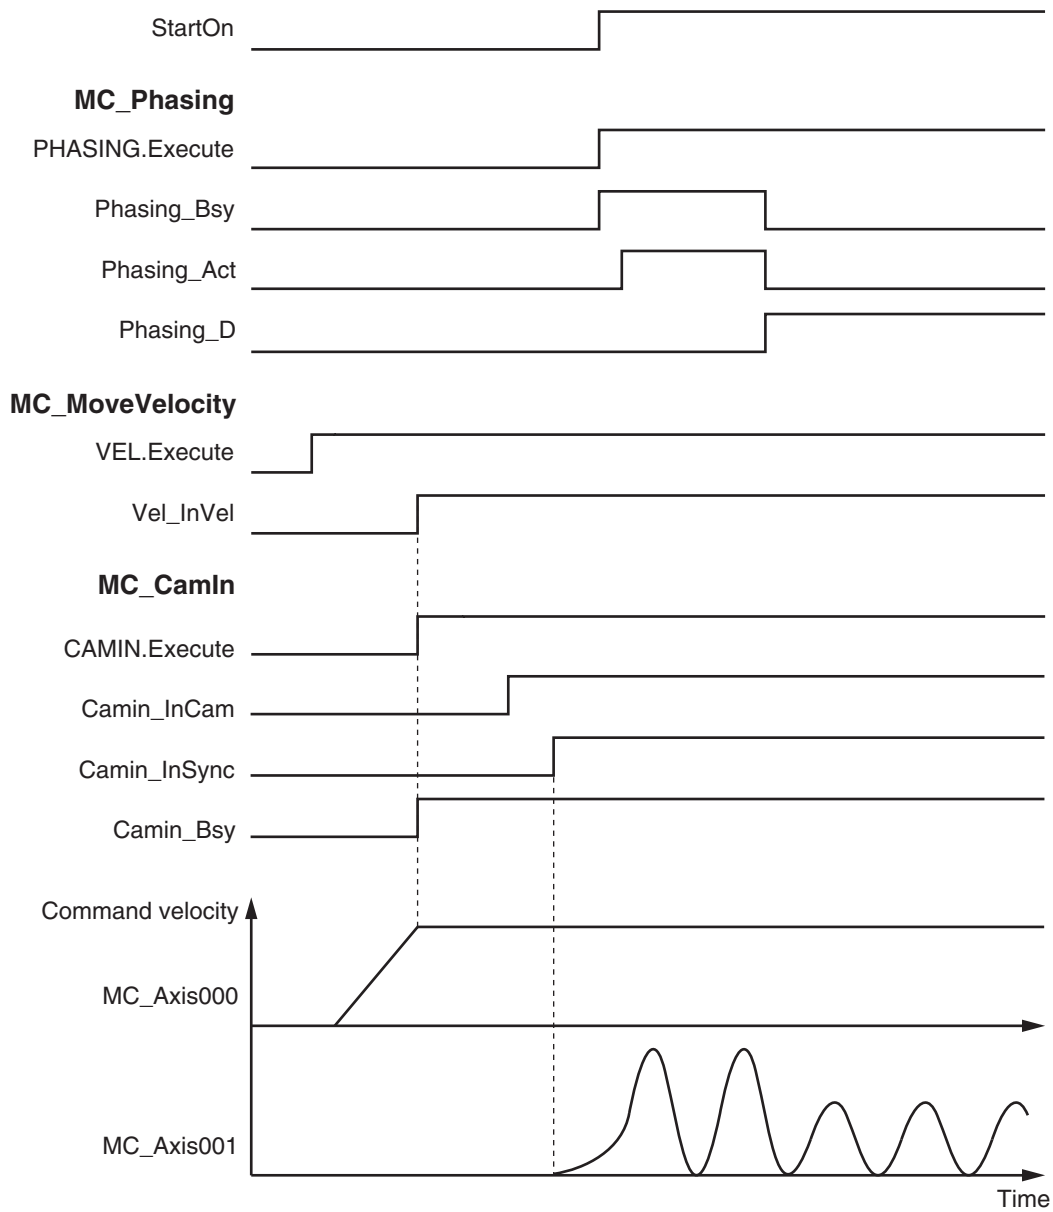 StartOn
MC_Phasing
PHASING.Execute
Phasing_Bsy
Phasing_Act
Phasing_D
MC_MoveVelocity
VEL.Execute
Vel_InVel
MC_CamIn
CAMIN.Execute
Camin_InCam
Camin_InSync
Camin_Bsy
Command velocity
MC_Axis000
MC_Axis001
Time